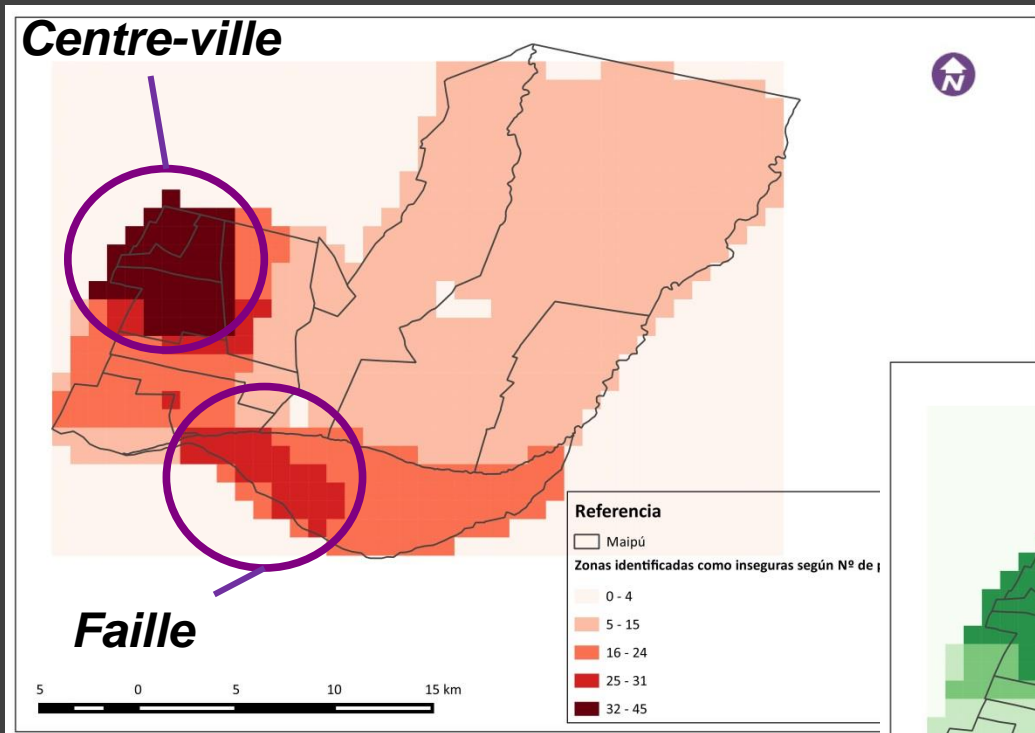 Centre-ville
N
Faille
Referencia
Maipú
Zonas identificadas como inseguras según Nº de
0 - 4
5 - 15
16 - 24
25 - 31
32 - 45
5 0 5 10 15 km